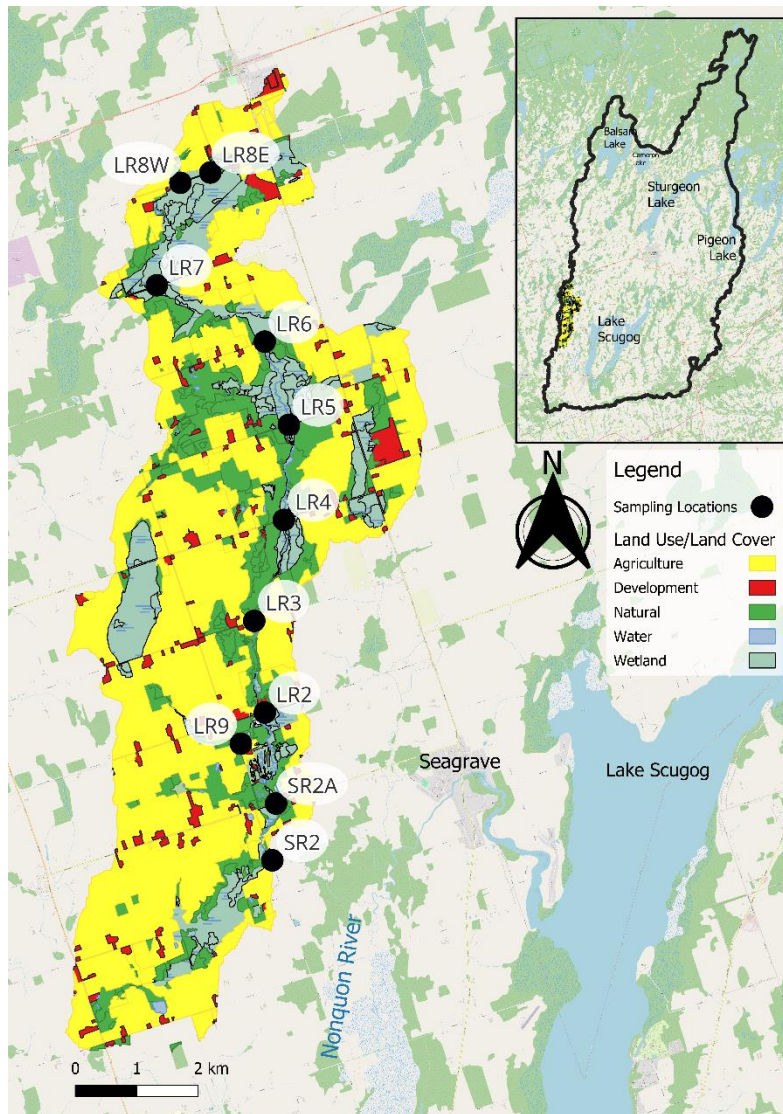 LR8W
LR8E
LR7
LR6
LR5
LR4
LR3
LR2
LR9
SR2A
SR2
Seagrave
Lake Scugog
Nonquon River
0 1 2 km
Balsam
Lake
Cameron
Lake
Sturgeon
Lake
Pigeon
Lake
Lake
Scugog
N
Legend
Sampling Locations
Land Use/Land Cover
Agriculture
Development
Natural
Water
Wetland